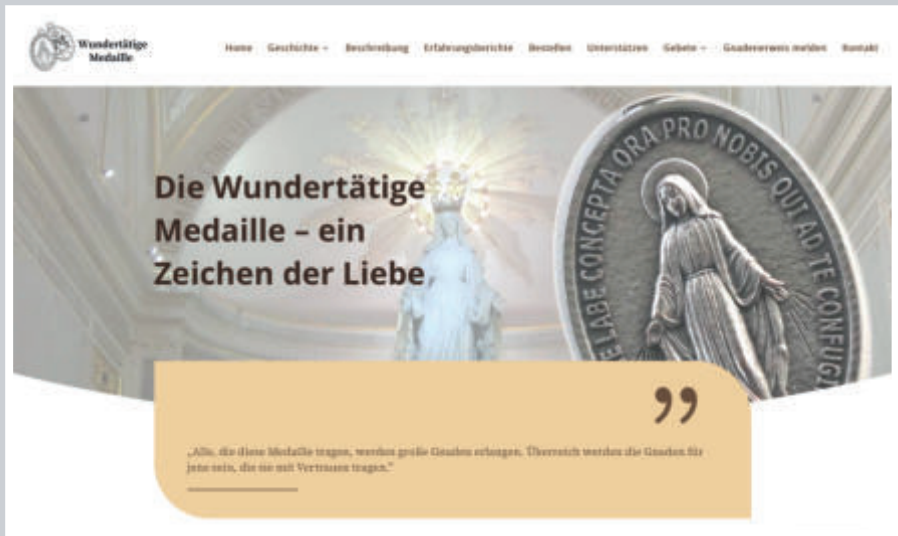 Wundertätige
Medaille
Home Geschichte Beschreibung Erfahrungsberichte Bestellen Unterstützen Gebete Gnadenerweis melden Kontakt
Die Wundertätige
Medaille – ein
Zeichen der Liebe
LABE CONCEPTA ORA PRO NOBIS QUI AD TE CONFUGI
”
„Alle, die diese Medaille tragen, werden große Gnaden erlangen. Überreich werden die Gnaden für
jene sein, die sie mit Vertrauen tragen.“